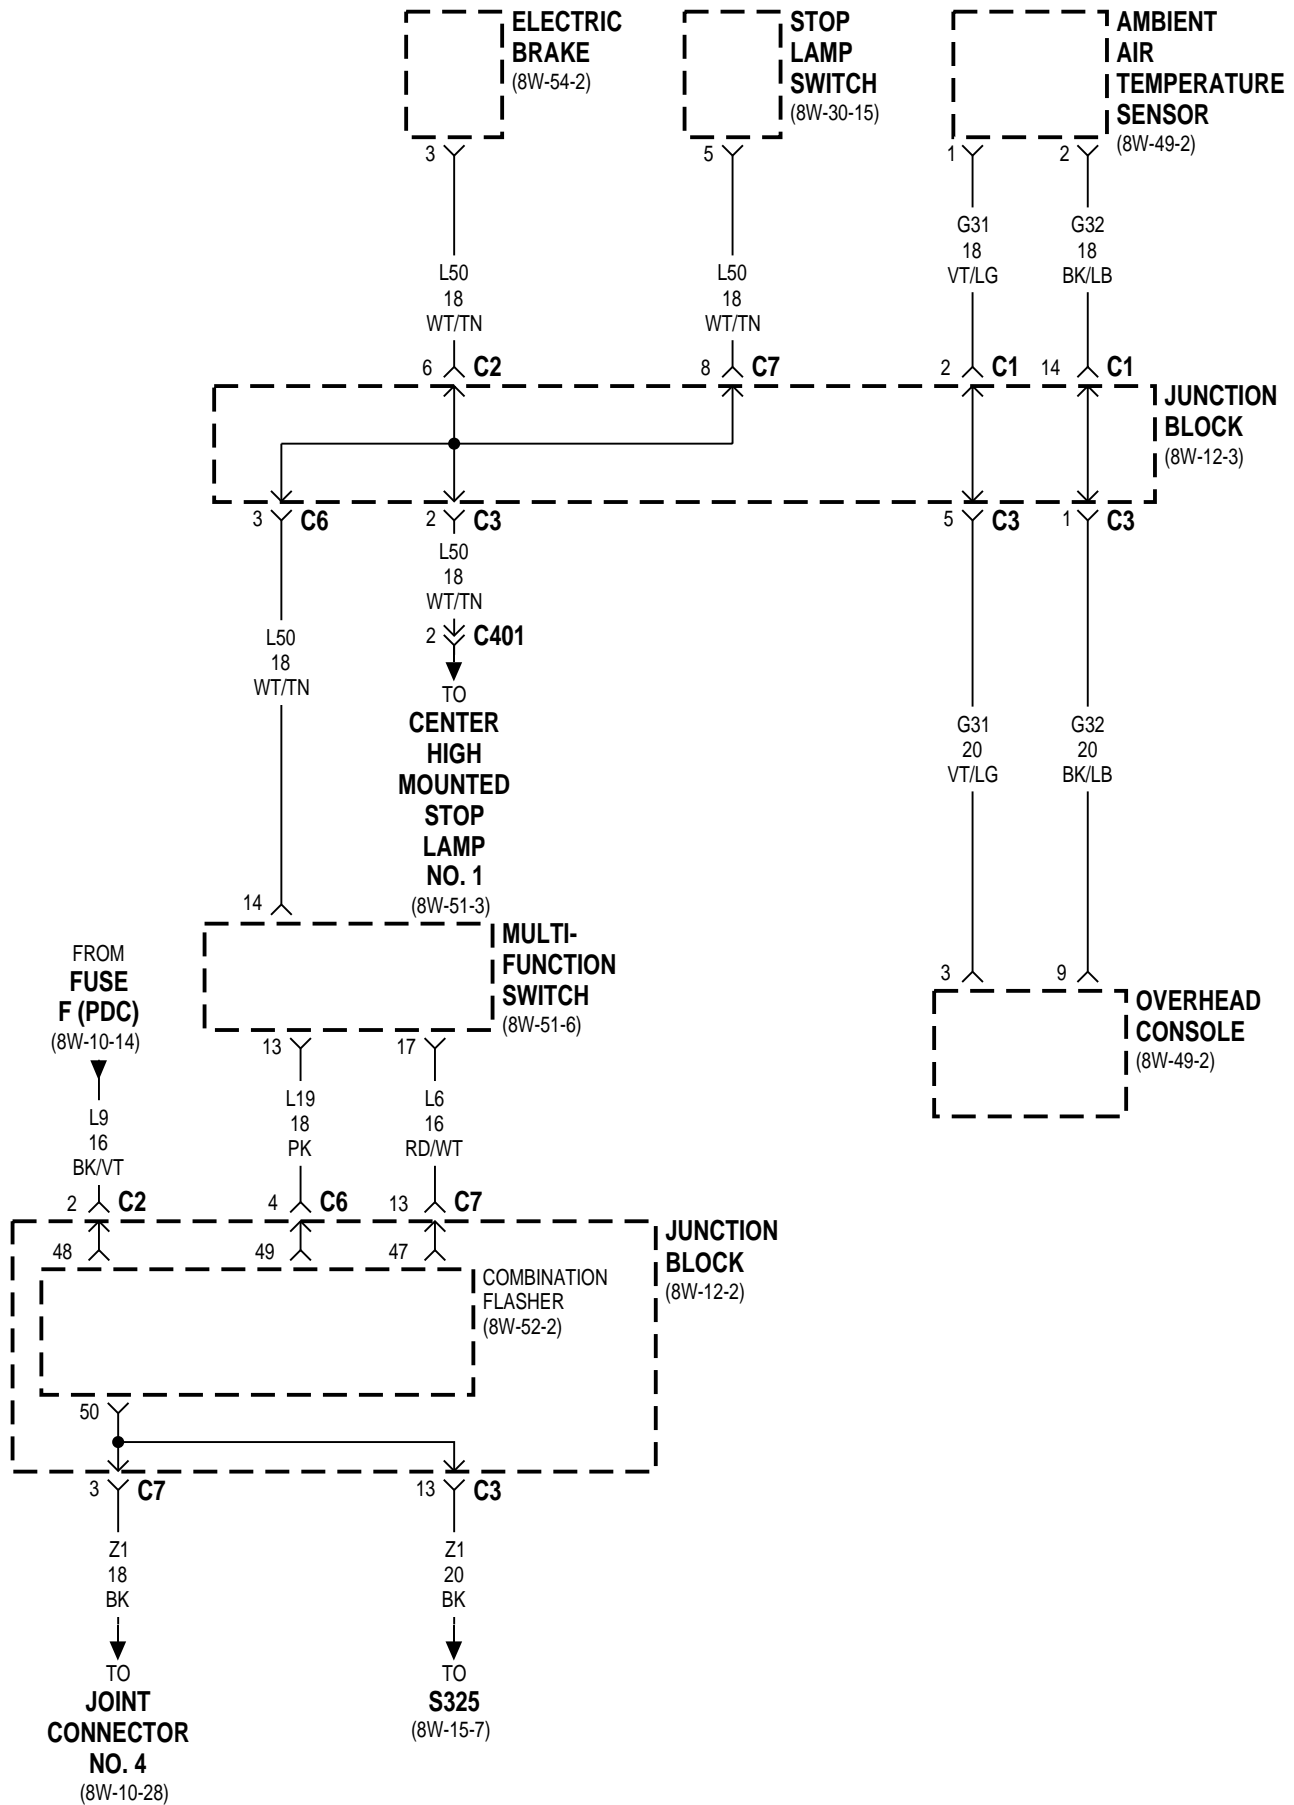 ELECTRIC
BRAKE
(8W-54-2)
STOP
LAMP
SWITCH
(8W-30-15)
AMBIENT
AIR
TEMPERATURE
SENSOR
(8W-49-2)
3
5
1
2
L50
18
WT/TN
L50
18
WT/TN
G31
18
VT/LG
G32
18
BK/LB
6 C2
8 C7
2 C1
14 C1
JUNCTION
BLOCK
(8W-12-3)
3 C6
2 C3
5 C3
1 C3
L50
18
WT/TN
2 C401
TO
CENTER
HIGH
MOUNTED
STOP
LAMP
NO. 1
(8W-51-3)
L50
18
WT/TN
G31
20
VT/LG
G32
20
BK/LB
14
MULTI-
FUNCTION
SWITCH
(8W-51-6)
3
9
OVERHEAD
CONSOLE
(8W-49-2)
FROM
FUSE
F (PDC)
(8W-10-14)
13
17
L9
16
BK/VT
L19
18
PK
L6
16
RD/WT
2 C2
4 C6
13 C7
JUNCTION
BLOCK
(8W-12-2)
48
49
47
COMBINATION
FLASHER
(8W-52-2)
50
3 C7
13 C3
Z1
18
BK
TO
JOINT
CONNECTOR
NO. 4
(8W-10-28)
Z1
20
BK
TO
S325
(8W-15-7)